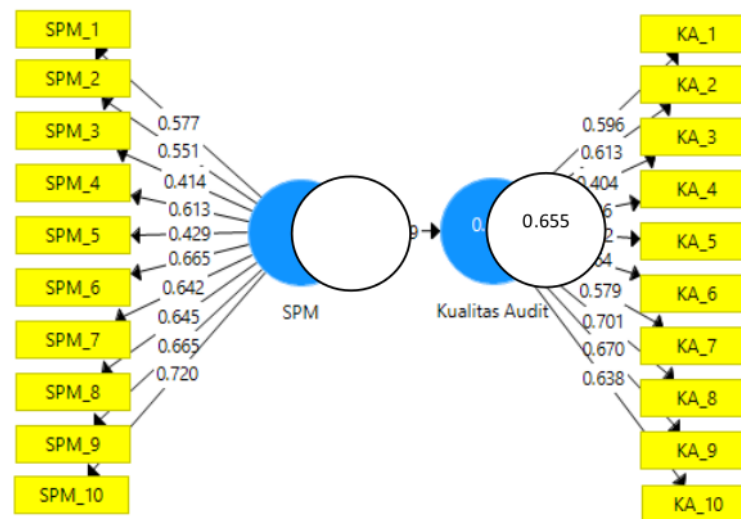 SPM_1
SPM_2
SPM_3
SPM_4
SPM_5
SPM_6
SPM_7
SPM_8
SPM_9
SPM_10
0.577
0.551
0.414
0.613
0.429
0.665
0.642
0.645
0.665
0.720
SPM
0.655
Kualitas Audit
0.596
0.613
0.404
0.579
0.701
0.670
0.638
KA_1
KA_2
KA_3
KA_4
KA_5
KA_6
KA_7
KA_8
KA_9
KA_10